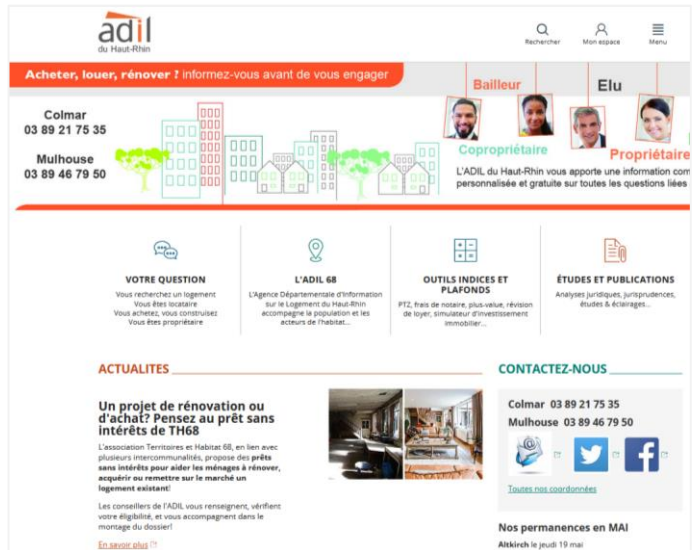 adil
du Haut-Rhin
Rechercher
Mon espace
Menu
Acheter, louer, rénover ? informez-vous avant de vous engager
Bailleur
Elu
Colmar
03 89 21 75 35
Mulhouse
03 89 46 79 50
Copropriétaire
Propriétaire
L'ADIL du Haut-Rhin vous apporte une information com
personnalisée et gratuite sur toutes les questions liées
VOTRE QUESTION
Vous recherchez un logement
Vous êtes locataire
Vous achetez, vous construisez
Vous êtes propriétaire
L'ADIL 68
L'Agence Départementale d'Information
sur le Logement du Haut-Rhin
accompagne la population et les
acteurs de l'habitat...
OUTILS INDICES ET
PLAFONDS
PTZ, frais de notaire, plus-value, révision
de loyer, simulateur d'investissement
immobilier...
ÉTUDES ET PUBLICATIONS
Analyses juridiques, jurisprudences,
études & éclairages...
ACTUALITES
Un projet de rénovation ou
d'achat? Pensez au prêt sans
intérêts de TH68
L'association Territoires et Habitat 68, en lien avec
plusieurs intercommunalités, propose des prêts
sans intérêts pour aider les ménages à rénover,
acquérir ou remettre sur le marché un
logement existant!
Les conseillers de l'ADIL vous renseignent, vérifient
votre éligibilité, et vous accompagnent dans le
montage du dossier!
En savoir plus
CONTACTEZ-NOUS
Colmar 03 89 21 75 35
Mulhouse 03 89 46 79 50
Toutes nos coordonnées
Nos permanences en MAI
Altkirch le jeudi 19 mai